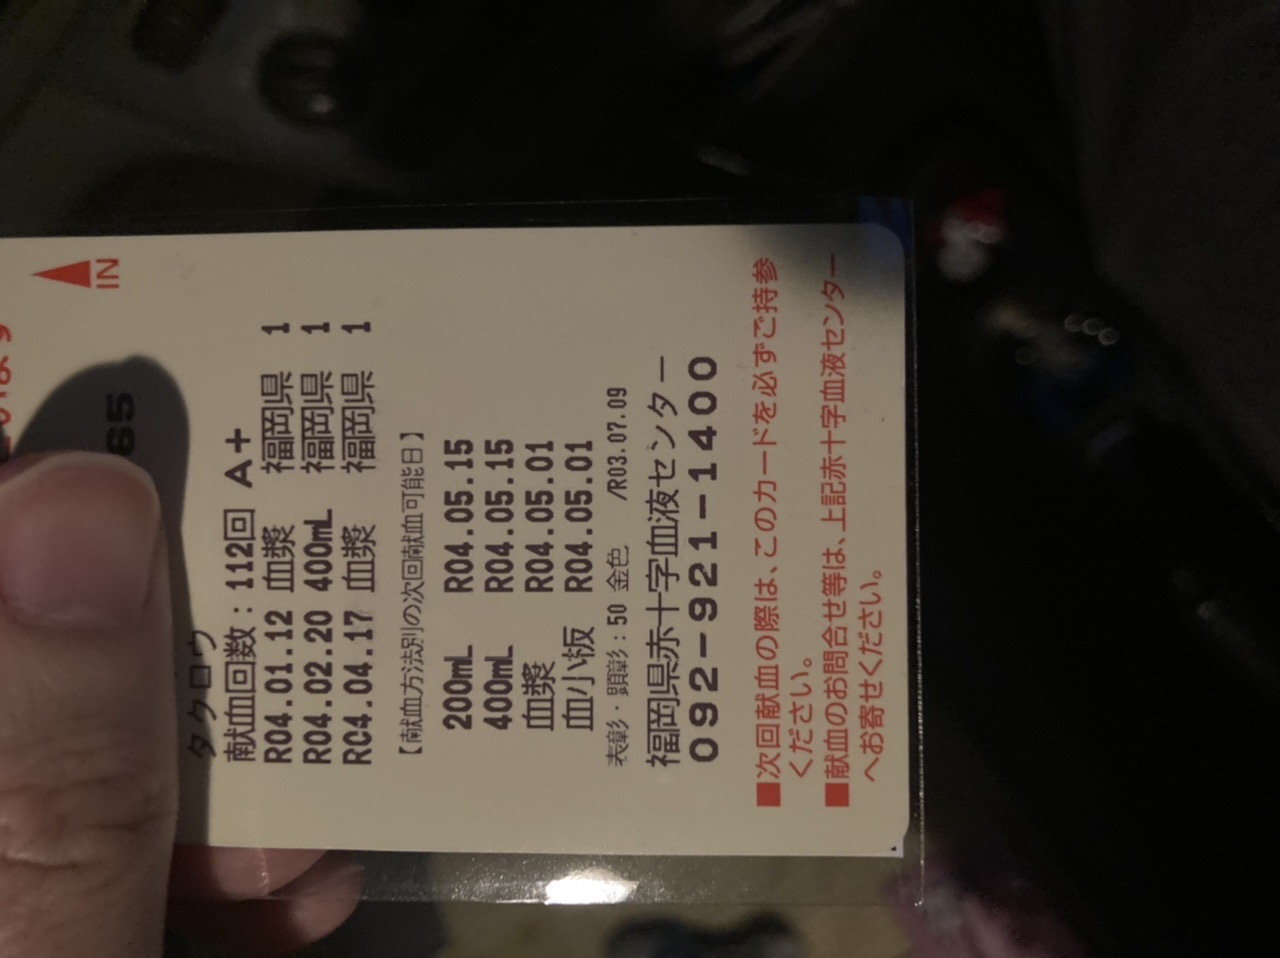 IN
65
タクロウ
献血回数：112回 A+
R04.01.12 血漿 福岡県 1
R04.02.20 400mL 福岡県 1
R04.04.17 血漿 福岡県 1
【献血方法別の次回献血可能日】
200mL R04.05.15
400mL R04.05.15
血漿 R04.05.01
血小板 R04.05.01
表彰・顕彰：50 金色 /R03.07.09
福岡県赤十字血液センター
092-921-1400
■次回献血の際は、このカードを必ずご持参
ください。
■献血のお問合せ等は、上記赤十字血液センター
へお寄せください。